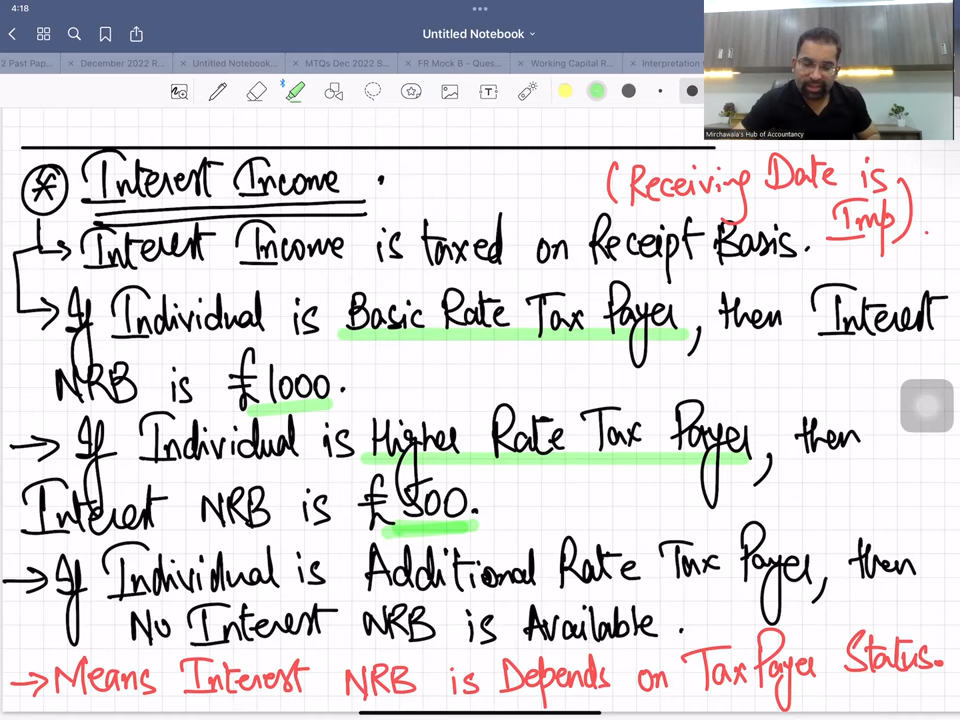 4:18
Untitled Notebook
2 Past Pap...
December 2022 R...
Untitled Notebook...
MTQs Dec 2022 S...
FR Mock B - Ques...
Working Capital R...
Interpretation
Mirchawala's Hub of Accountancy
Interest Income.
(Receiving Date is Imp).
Interest Income is taxed on Receipt Basis.
If Individual is Basic Rate Tax Payer, then Interest
NRB is £1000.
→ If Individual is Higher Rate Tax Payer, then
Interest NRB is £500.
→ If Individual is Additional Rate Tax Payer, then
No Interest NRB is Available.
→ Means Interest NRB is Depends on Tax Payer Status.